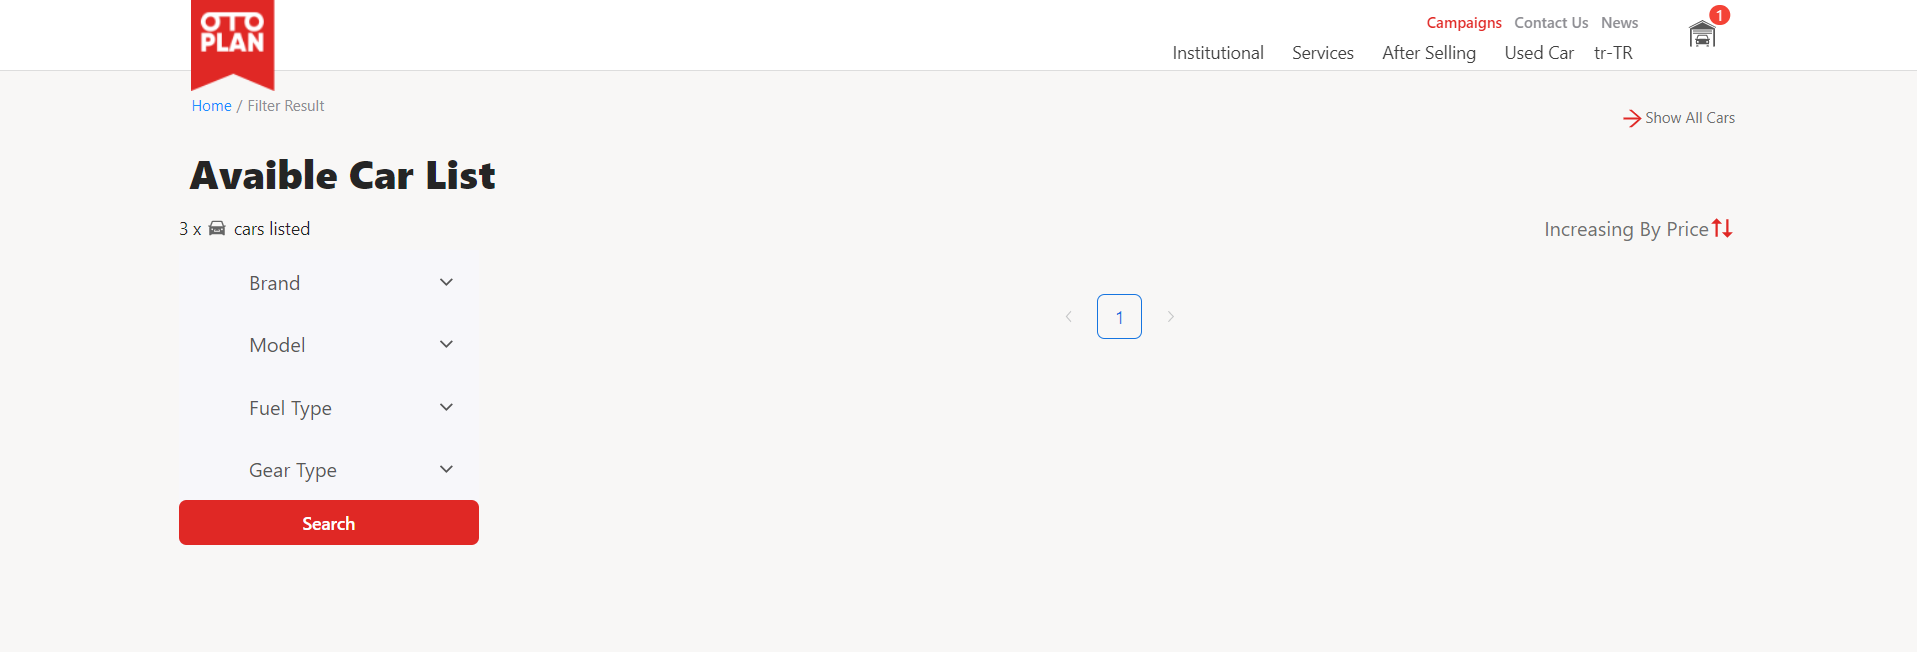 OTO
PLAN
Campaigns Contact Us News
1
Institutional Services After Selling Used Car tr-TR
Home / Filter Result
Show All Cars
Avaible Car List
3 x cars listed
Increasing By Price
Brand
1
Model
Fuel Type
Gear Type
Search